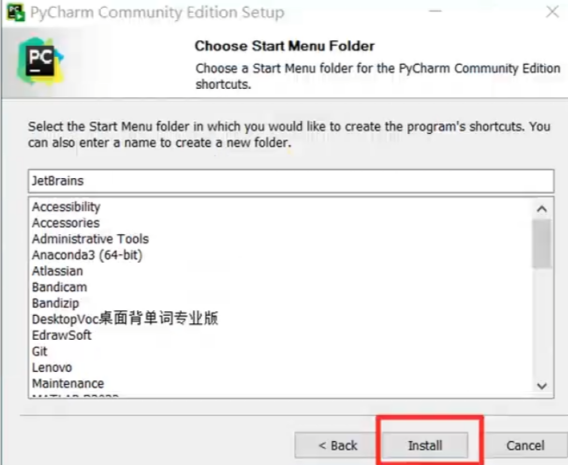 PyCharm Community Edition Setup
PC
Choose Start Menu Folder
Choose a Start Menu folder for the PyCharm Community Edition
shortcuts.
Select the Start Menu folder in which you would like to create the program's shortcuts. You
can also enter a name to create a new folder.
JetBrains
Accessibility
Accessories
Administrative Tools
Anaconda3 (64-bit)
Atlassian
Bandicam
Bandizip
DesktopVoc桌面背单词专业版
EdrawSoft
Git
Lenovo
Maintenance
< Back Install Cancel